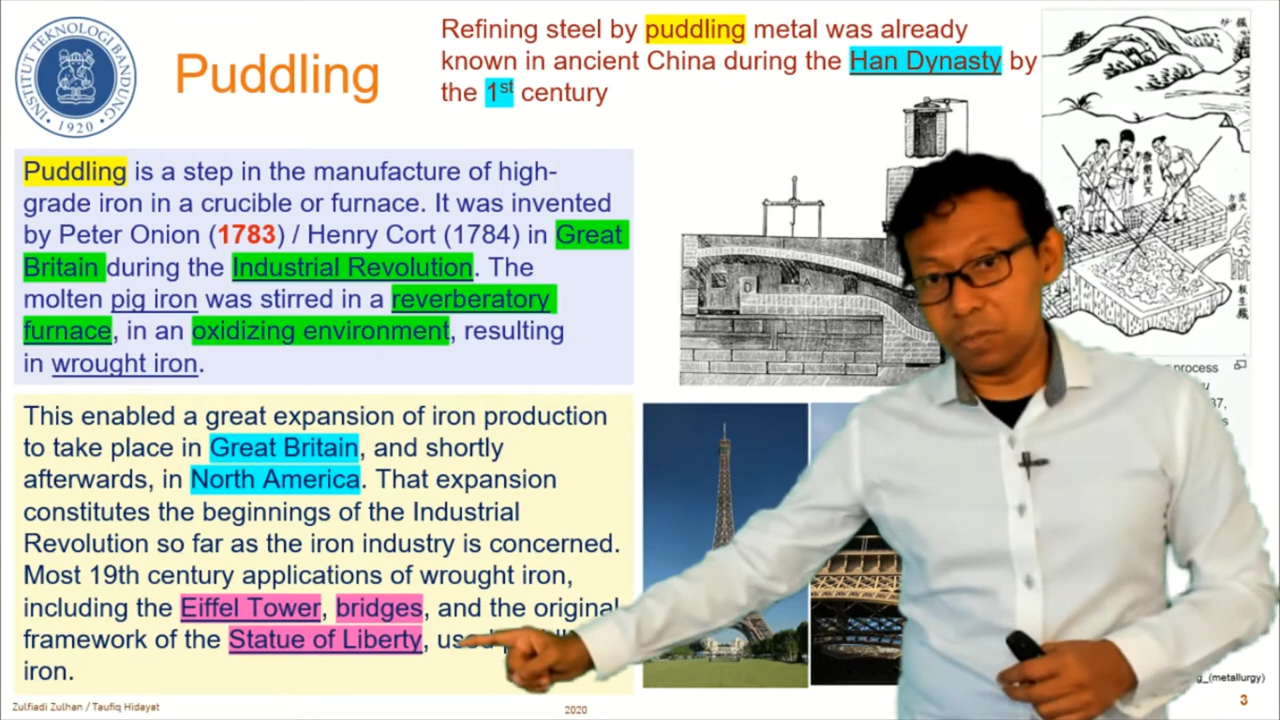 INSTITUT TEKNOLOGI BANDUNG
1920
Puddling
Refining steel by puddling metal was already
known in ancient China during the Han Dynasty by
the 1st century
Puddling is a step in the manufacture of high-
grade iron in a crucible or furnace. It was invented
by Peter Onion (1783) / Henry Cort (1784) in Great
Britain during the Industrial Revolution. The
molten pig iron was stirred in a reverberatory
furnace, in an oxidizing environment, resulting
in wrought iron.
This enabled a great expansion of iron production
to take place in Great Britain, and shortly
afterwards, in North America. That expansion
constitutes the beginnings of the Industrial
Revolution so far as the iron industry is concerned.
Most 19th century applications of wrought iron,
including the Eiffel Tower, bridges, and the original
framework of the Statue of Liberty,
iron.
D
A
process
37,
_(metallurgy)
Zulfiadi Zulhan / Taufiq Hidayat
2020
3